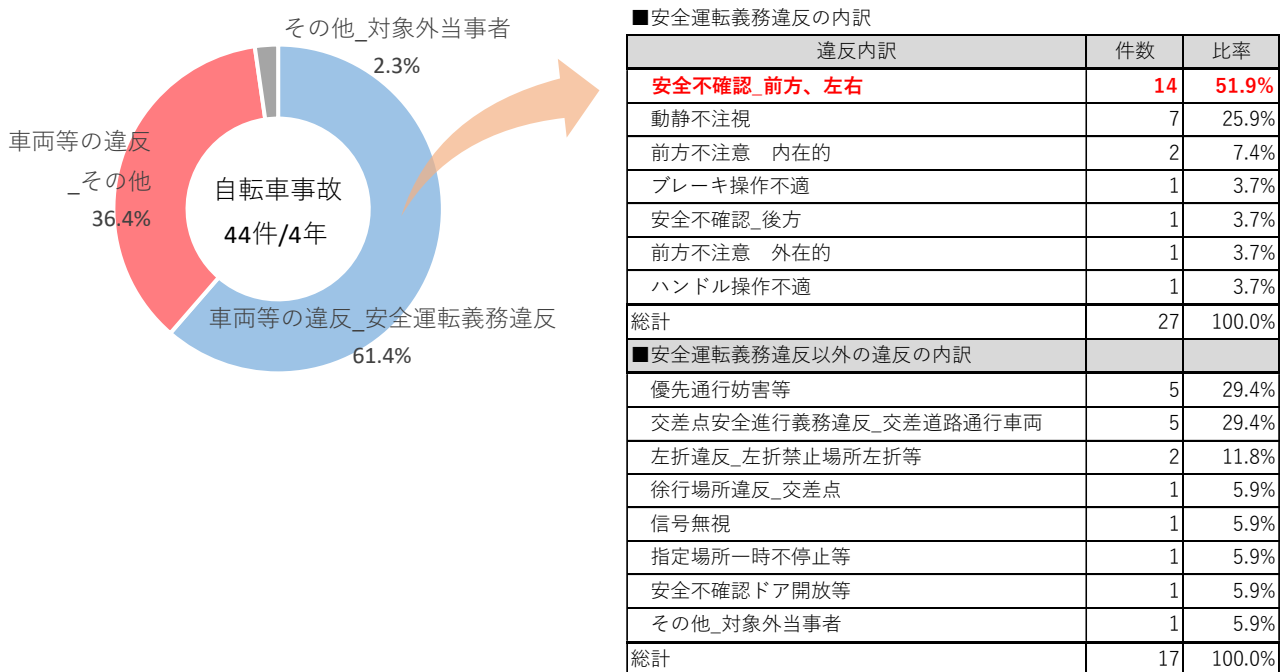 その他_対象外当事者
2.3%
車両等の違反
_その他
36.4%
自転車事故
44件/4年
車両等の違反_安全運転義務違反
61.4%
■安全運転義務違反の内訳
違反内訳 件数 比率
安全不確認_前方、左右 14 51.9%
動静不注視 7 25.9%
前方不注意　内在的 2 7.4%
ブレーキ操作不適 1 3.7%
安全不確認_後方 1 3.7%
前方不注意　外在的 1 3.7%
ハンドル操作不適 1 3.7%
総計 27 100.0%
■安全運転義務違反以外の違反の内訳
優先通行妨害等 5 29.4%
交差点安全進行義務違反_交差道路通行車両 5 29.4%
左折違反_左折禁止場所左折等 2 11.8%
徐行場所違反_交差点 1 5.9%
信号無視 1 5.9%
指定場所一時不停止等 1 5.9%
安全不確認ドア開放等 1 5.9%
その他_対象外当事者 1 5.9%
総計 17 100.0%